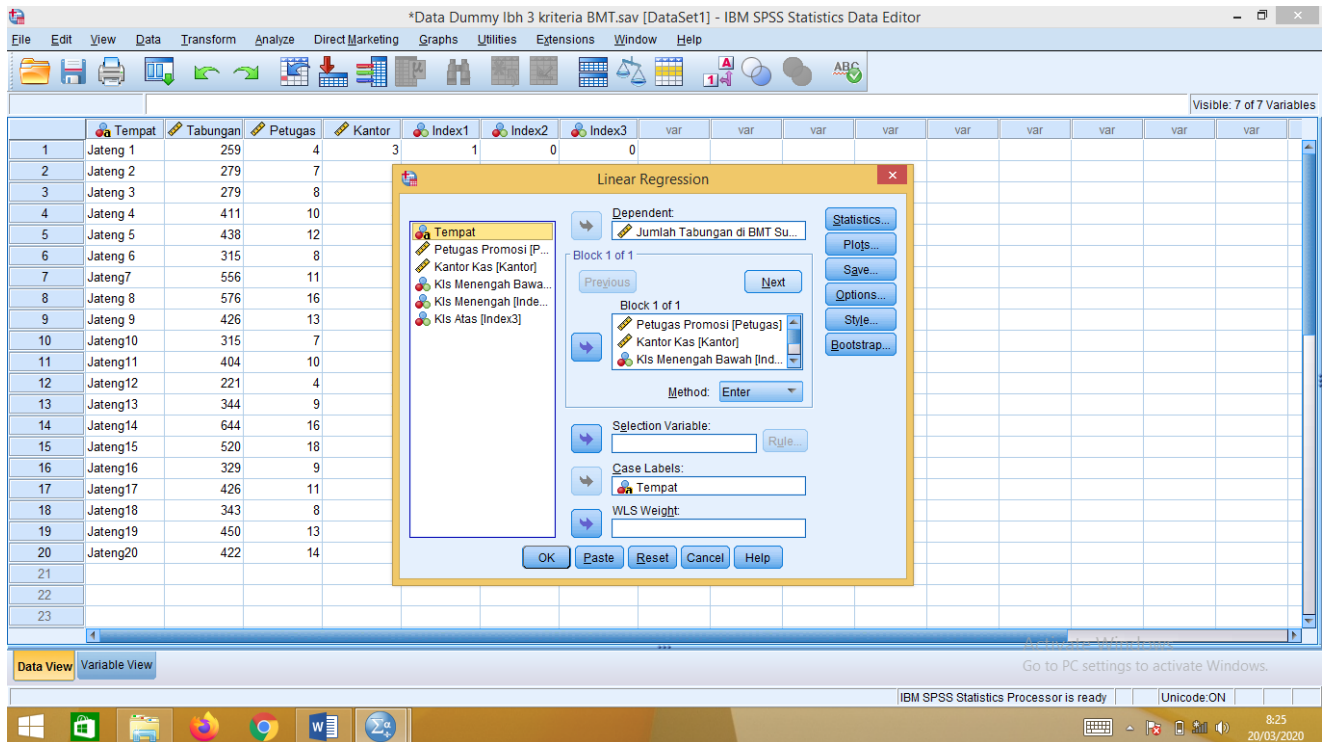 *Data Dummy lbh 3 kriteria BMT.sav [DataSet1] - IBM SPSS Statistics Data Editor
File Edit View Data Transform Analyze Direct Marketing Graphs Utilities Extensions Window Help
Visible: 7 of 7 Variables
Tempat Tabungan Petugas Kantor Index1 Index2 Index3 var var var var var var var var var
1 Jateng 1 259 4 3 1 0 0
2 Jateng 2 279 7
3 Jateng 3 279 8
4 Jateng 4 411 10
5 Jateng 5 438 12
6 Jateng 6 315 8
7 Jateng7 556 11
8 Jateng 8 576 16
9 Jateng 9 426 13
10 Jateng10 315 7
11 Jateng11 404 10
12 Jateng12 221 4
13 Jateng13 344 9
14 Jateng14 644 16
15 Jateng15 520 18
16 Jateng16 329 9
17 Jateng17 426 11
18 Jateng18 343 8
19 Jateng19 450 13
20 Jateng20 422 14
21
22
23
Linear Regression
Tempat
Petugas Promosi [P...
Kantor Kas [Kantor]
Kls Menengah Bawa...
Kls Menengah [Inde...
Kls Atas [Index3]
Dependent:
Jumlah Tabungan di BMT Su...
Block 1 of 1
Previous Next
Block 1 of 1
Petugas Promosi [Petugas]
Kantor Kas [Kantor]
Kls Menengah Bawah [Ind...
Method: Enter
Selection Variable:
Rule...
Case Labels:
Tempat
WLS Weight:
Statistics...
Plots...
Save...
Options...
Style...
Bootstrap...
OK Paste Reset Cancel Help
Activate Windows
Go to PC settings to activate Windows.
Data View Variable View
IBM SPSS Statistics Processor is ready Unicode:ON
8:25
20/03/2020